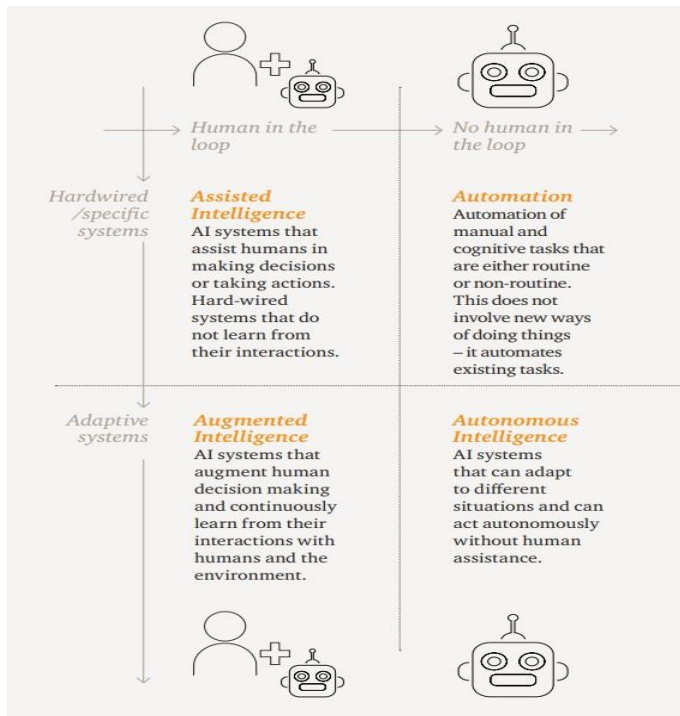 Human in the
loop
No human in
the loop
Hardwired
/specific
systems
Assisted
Intelligence
AI systems that
assist humans in
making decisions
or taking actions.
Hard-wired
systems that do
not learn from
their interactions.
Automation
Automation of
manual and
cognitive tasks that
are either routine
or non-routine.
This does not
involve new ways
of doing things
– it automates
existing tasks.
Adaptive
systems
Augmented
Intelligence
AI systems that
augment human
decision making
and continuously
learn from their
interactions with
humans and the
environment.
Autonomous
Intelligence
AI systems
that can adapt
to different
situations and can
act autonomously
without human
assistance.